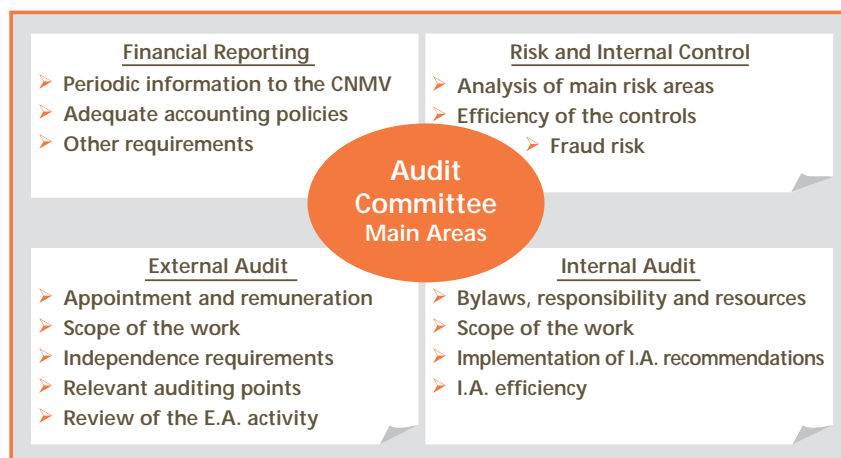 Financial Reporting
Periodic information to the CNMV
Adequate accounting policies
Other requirements
Risk and Internal Control
Analysis of main risk areas
Efficiency of the controls
Fraud risk
Audit
Committee
Main Areas
External Audit
Appointment and remuneration
Scope of the work
Independence requirements
Relevant auditing points
Review of the E.A. activity
Internal Audit
Bylaws, responsibility and resources
Scope of the work
Implementation of I.A. recommendations
I.A. efficiency